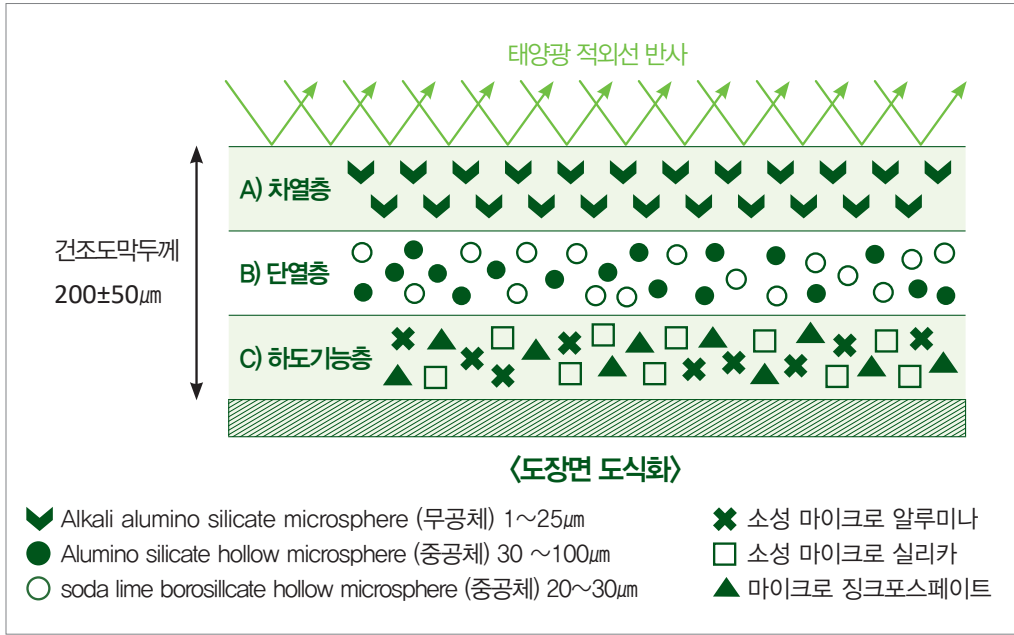 태양광 적외선 반사
A) 차열층
B) 단열층
C) 하도기능층
건조도막두께
200±50㎛
〈도장면 도식화〉
Alkali alumino silicate microsphere (무공체) 1～25㎛
Alumino silicate hollow microsphere (중공체) 30 ～100㎛
soda lime borosillcate hollow microsphere (중공체) 20～30㎛
소성 마이크로 알루미나
소성 마이크로 실리카
마이크로 징크포스페이트